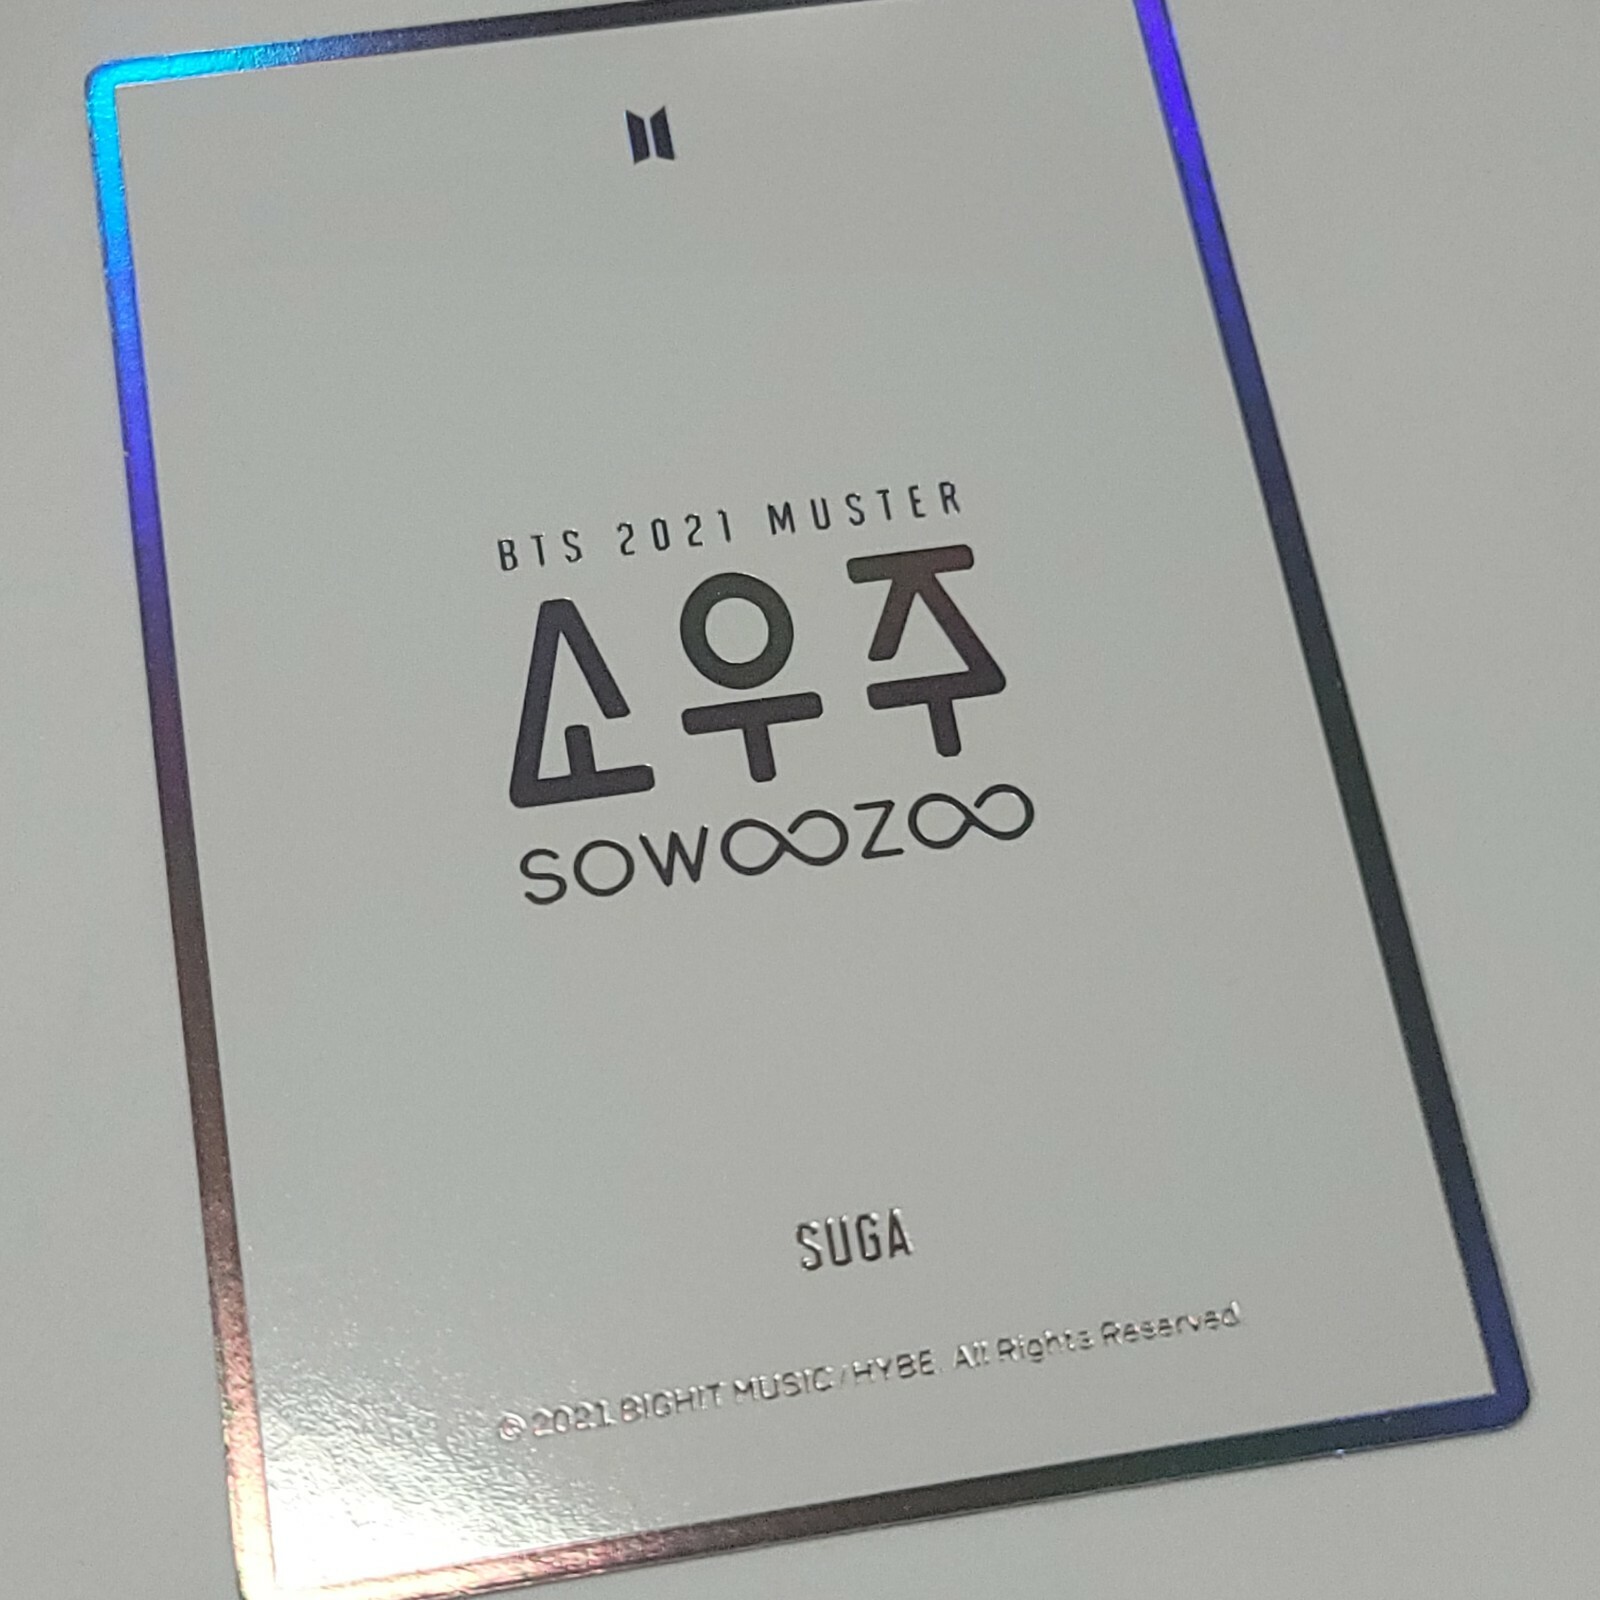 BTS 2021 MUSTER
소우주
SOWOOZOO
SUGA
© 2021 BIGHIT MUSIC / HYBE. All Rights Reserved